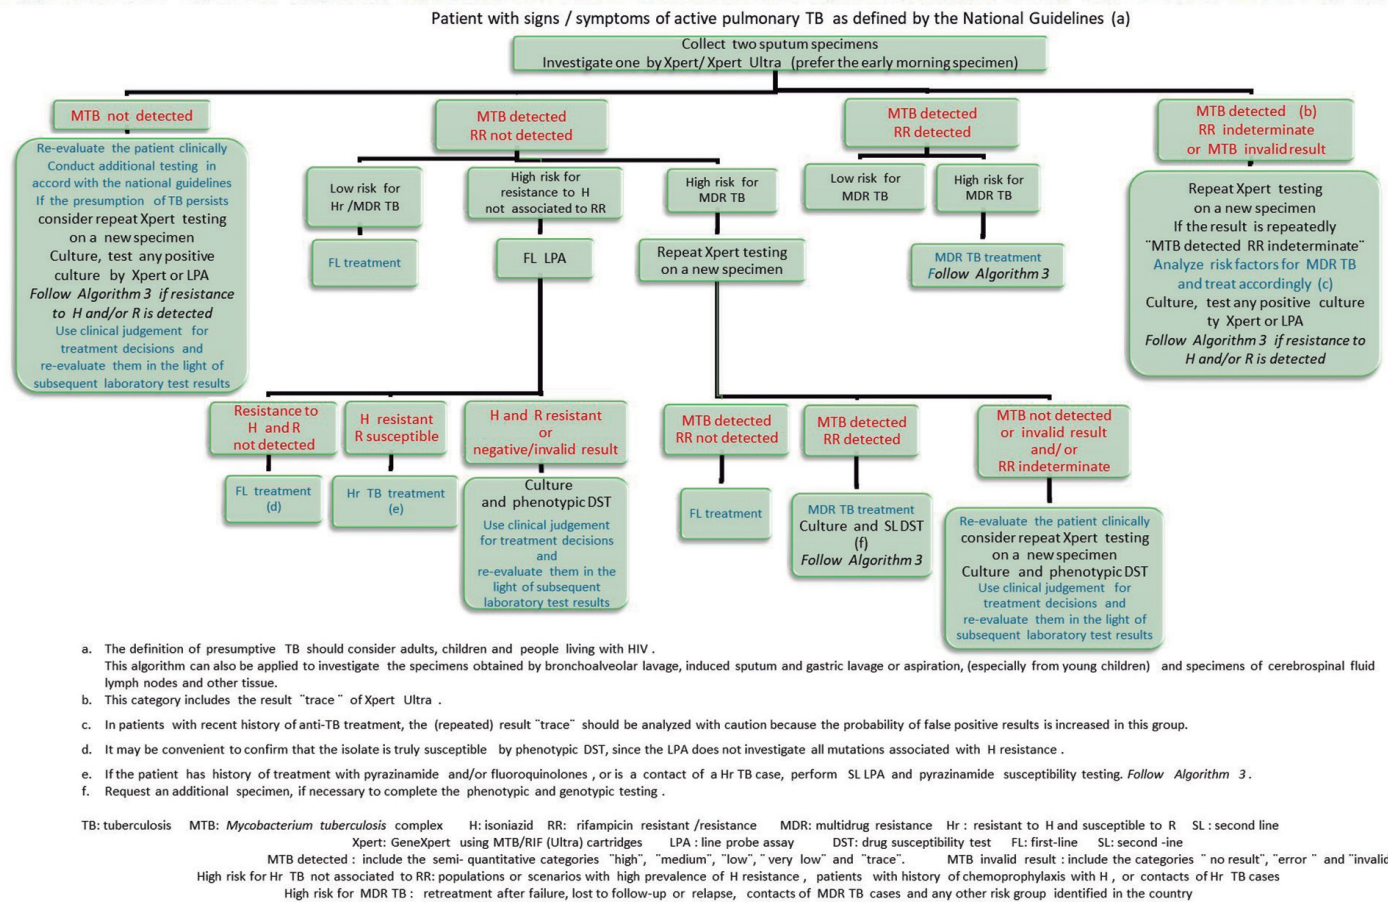 Patient with signs / symptoms of active pulmonary TB as defined by the National Guidelines (a)
Collect two sputum specimens
Investigate one by Xpert/ Xpert Ultra (prefer the early morning specimen)
MTB not detected
Re-evaluate the patient clinically
Conduct additional testing in
accord with the national guidelines
If the presumption of TB persists
consider repeat Xpert testing
on a new specimen
Culture, test any positive
culture by Xpert or LPA
Follow Algorithm 3 if resistance
to H and/or R is detected
Use clinical judgement for
treatment decisions and
re-evaluate them in the light of
subsequent laboratory test results
MTB detected
RR not detected
Low risk for
Hr /MDR TB
FL treatment
High risk for
resistance to H
not associated to RR
FL LPA
High risk for
MDR TB
Repeat Xpert testing
on a new specimen
MTB detected
RR detected
Low risk for
MDR TB
High risk for
MDR TB
MDR TB treatment
Follow Algorithm 3
MTB detected (b)
RR indeterminate
or MTB invalid result
Repeat Xpert testing
on a new specimen
If the result is repeatedly
¨MTB detected RR indeterminate¨
Analyze risk factors for MDR TB
and treat accordingly (c)
Culture, test any positive culture
ty Xpert or LPA
Follow Algorithm 3 if resistance to
H and/or R is detected
Resistance to
H and R
not detected
FL treatment
(d)
H resistant
R susceptible
Hr TB treatment
(e)
H and R resistant
or
negative/invalid result
Culture
and phenotypic DST
Use clinical judgement
for treatment decisions
and
re-evaluate them in the
light of subsequent
laboratory test results
MTB detected
RR not detected
FL treatment
MTB detected
RR detected
MDR TB treatment
Culture and SL DST
(f)
Follow Algorithm 3
MTB not detected
or invalid result
and/ or
RR indeterminate
Re-evaluate the patient clinically
consider repeat Xpert testing
on a new specimen
Culture and phenotypic DST
Use clinical judgement for
treatment decisions and
re-evaluate them in the light of
subsequent laboratory test results
a. The definition of presumptive TB should consider adults, children and people living with HIV .
This algorithm can also be applied to investigate the specimens obtained by bronchoalveolar lavage, induced sputum and gastric lavage or aspiration, (especially from young children) and specimens of cerebrospinal fluid
lymph nodes and other tissue.
b. This category includes the result ¨trace ¨ of Xpert Ultra .
c. In patients with recent history of anti-TB treatment, the (repeated) result ¨trace¨ should be analyzed with caution because the probability of false positive results is increased in this group.
d. It may be convenient to confirm that the isolate is truly susceptible by phenotypic DST, since the LPA does not investigate all mutations associated with H resistance .
e. If the patient has history of treatment with pyrazinamide and/or fluoroquinolones , or is a contact of a Hr TB case, perform SL LPA and pyrazinamide susceptibility testing. Follow Algorithm 3 .
f. Request an additional specimen, if necessary to complete the phenotypic and genotypic testing .
TB: tuberculosis MTB: Mycobacterium tuberculosis complex H: isoniazid RR: rifampicin resistant /resistance MDR: multidrug resistance Hr : resistant to H and susceptible to R SL : second line
Xpert: GeneXpert using MTB/RIF (Ultra) cartridges LPA : line probe assay DST: drug susceptibility test FL: first-line SL: second -ine
MTB detected : include the semi- quantitative categories ¨high¨, ¨medium¨, ¨low¨, ¨ very low¨ and ¨trace¨. MTB invalid result : include the categories ¨ no result¨, ¨error ¨ and ¨invalid
High risk for Hr TB not associated to RR: populations or scenarios with high prevalence of H resistance , patients with history of chemoprophylaxis with H , or contacts of Hr TB cases
High risk for MDR TB : retreatment after failure, lost to follow-up or relapse, contacts of MDR TB cases and any other risk group identified in the country